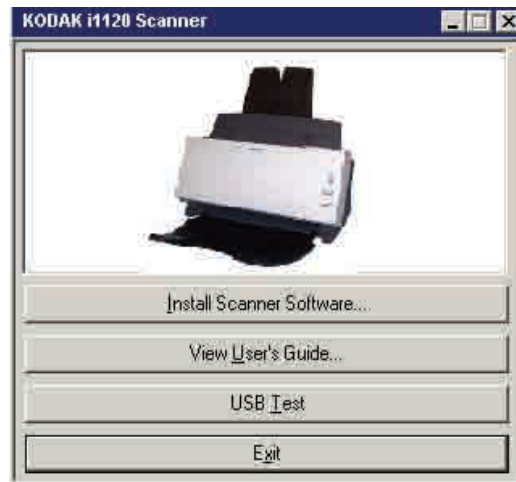 KODAK i1120 Scanner
Install Scanner Software...
View User's Guide...
USB Test
Exit